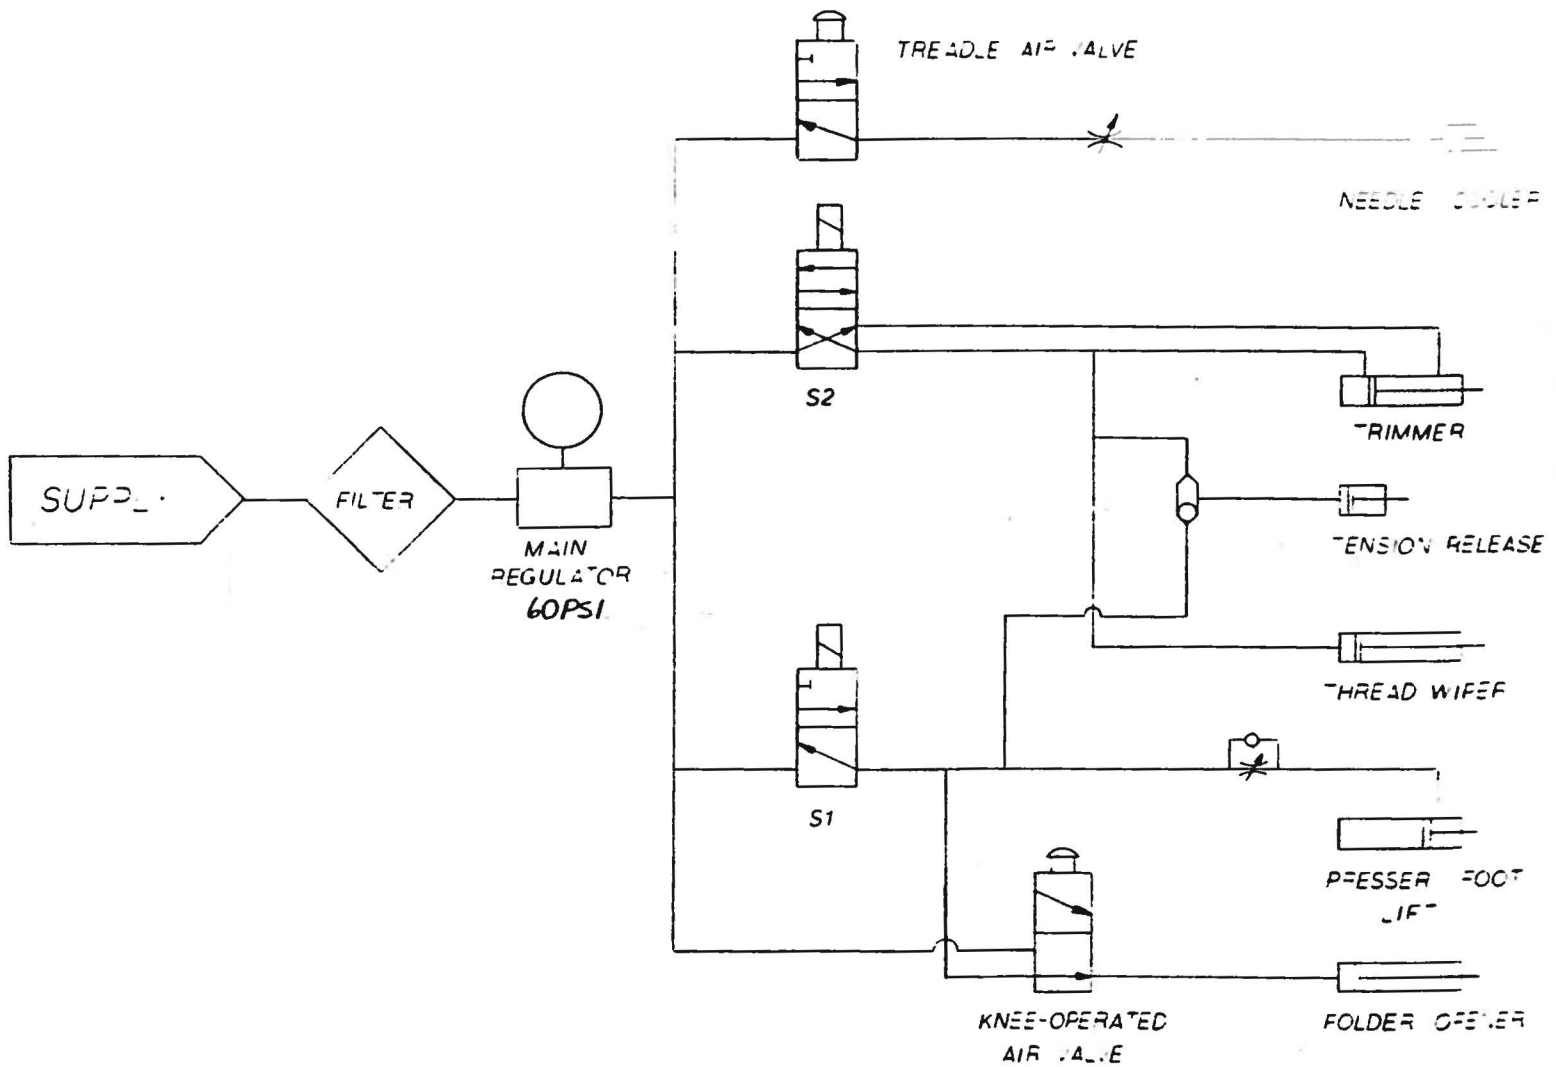 TREADLE AIR VALVE
NEEDLE COOLER
S2
TRIMMER
SUPPLY
FILTER
MAIN
REGULATOR
60PSI
TENSION RELEASE
THREAD WIPER
S1
PRESSER FOOT
LIFT
KNEE-OPERATED
AIR VALVE
FOLDER OPENER